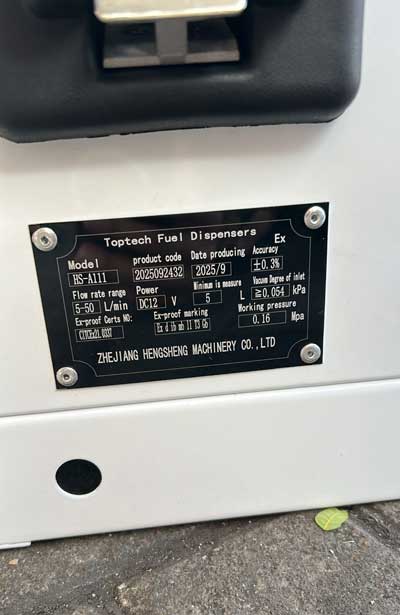 Toptech Fuel Dispensers
Ex
Model product code Date producing Accuracy
HS-A111 2025092432 2025/9 ±0.3%
Flow rate range Power Minimum is measure Vacuum Degree of inlet
5-50 L/min DC12 V 5 L ≧0.054 kPa
Ex-proof Certs NO: Ex-proof marking Working pressure
Ex d ib mb II T3 Gb 0.16 Mpa
ZHEJIANG HENGSHENG MACHINERY CO.,LTD